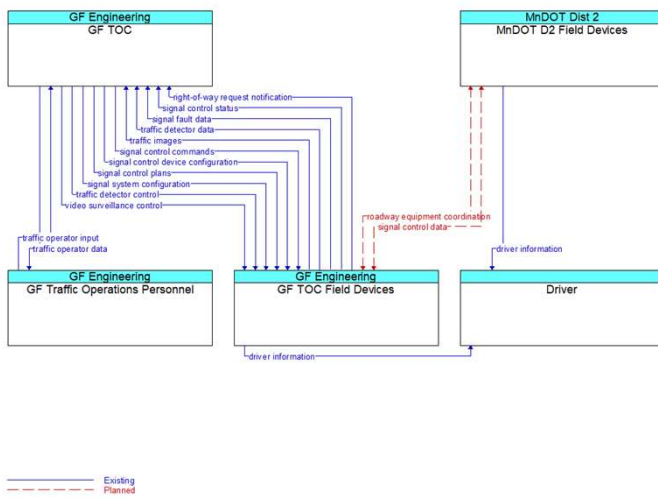 GF Engineering
GF TOC
MnDOT Dist 2
MnDOT D2 Field Devices
right-of-way request notification
signal control status
signal fault data
traffic detector data
traffic images
signal control commands
signal control device configuration
signal control plans
signal system configuration
traffic detector control
video surveillance control
roadway equipment coordination
signal control data
traffic operator input
traffic operator data
driver information
GF Engineering
GF Traffic Operations Personnel
GF Engineering
GF TOC Field Devices
Driver
driver information
Existing
Planned